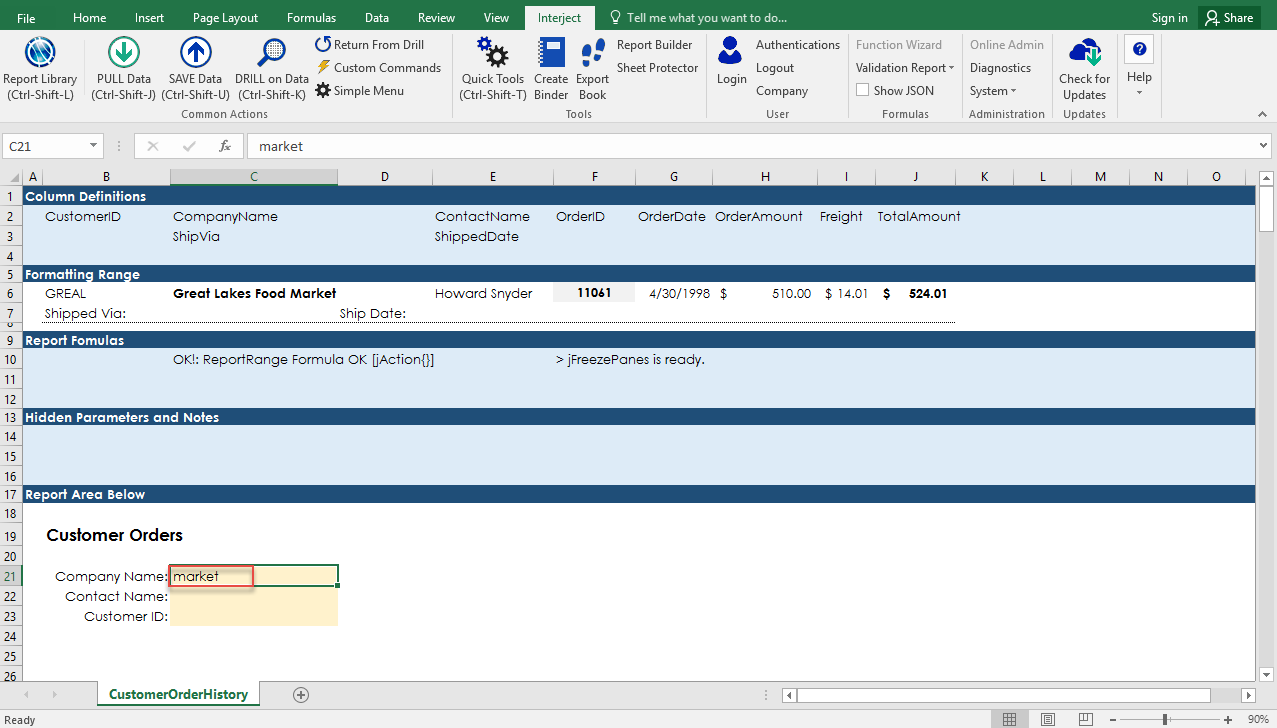 File Home Insert Page Layout Formulas Data Review View Interject Tell me what you want to do... Sign in Share
Report Library (Ctrl-Shift-L)
PULL Data (Ctrl-Shift-J)
SAVE Data (Ctrl-Shift-U)
DRILL on Data (Ctrl-Shift-K)
Return From Drill
Custom Commands
Simple Menu
Common Actions
Quick Tools (Ctrl-Shift-T)
Create Binder
Export Book
Report Builder
Sheet Protector
Tools
Login
Authentications
Logout
Company
User
Function Wizard
Validation Report
Show JSON
Formulas
Online Admin
Diagnostics
System
Administration
Check for Updates
Updates
? Help
C21 fx market
A B C D E F G H I J K L M N O
1 Column Definitions
2 CustomerID CompanyName ContactName OrderID OrderDate OrderAmount Freight TotalAmount
3 ShipVia ShippedDate
4
5 Formatting Range
6 GREAL Great Lakes Food Market Howard Snyder 11061 4/30/1998 $ 510.00 $ 14.01 $ 524.01
7 Shipped Via: Ship Date:
8
9 Report Fomulas
10 OK!: ReportRange Formula OK [jAction{}] > jFreezePanes is ready.
11
12
13 Hidden Parameters and Notes
14
15
16
17 Report Area Below
18
19 Customer Orders
20
21 Company Name: market
22 Contact Name:
23 Customer ID:
24
25
26
CustomerOrderHistory
Ready 90%